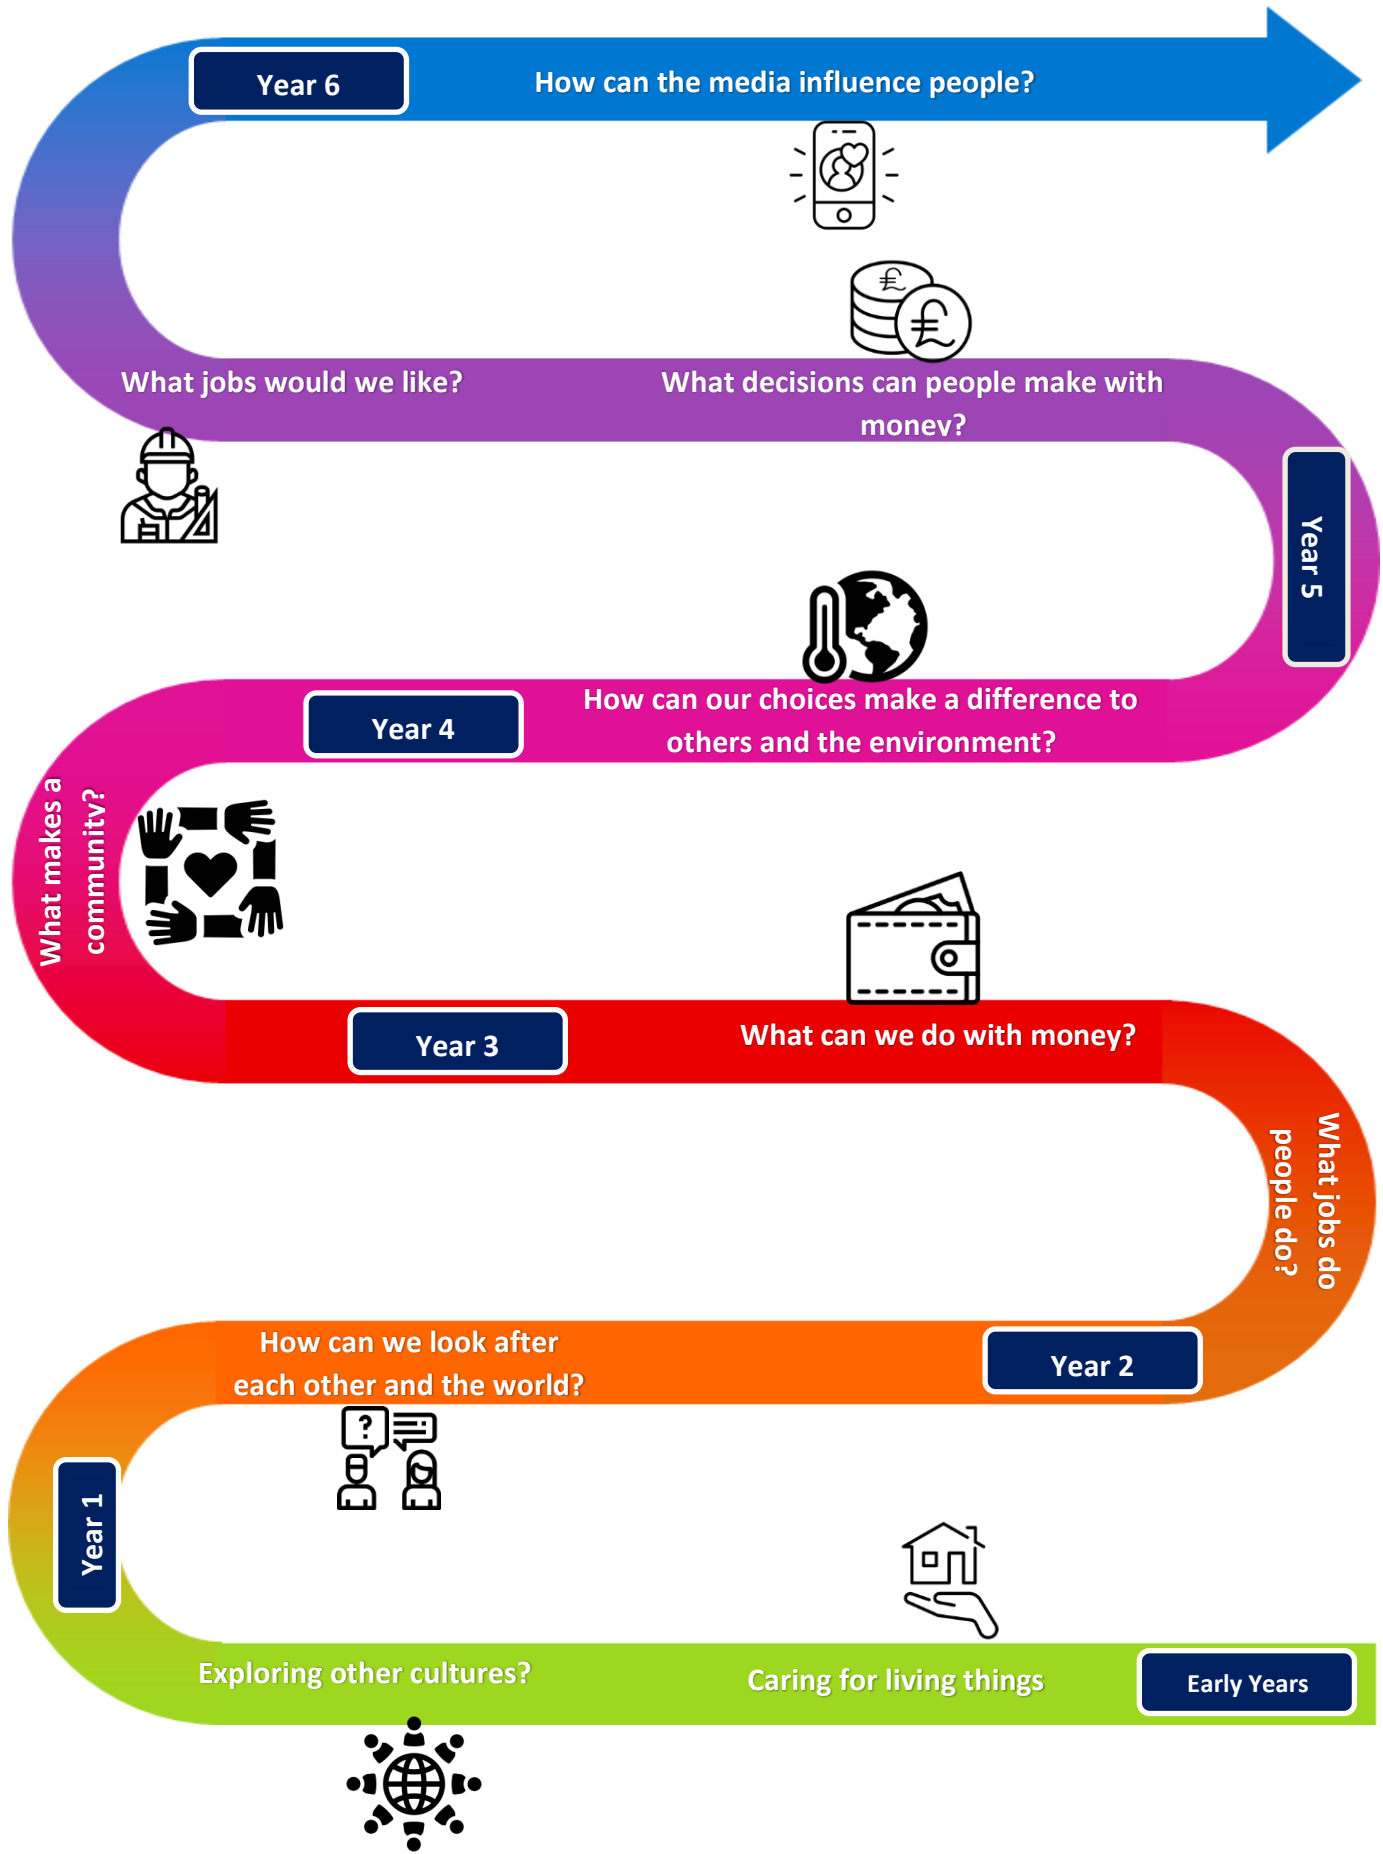 Year 6
How can the media influence people?
What jobs would we like?
What decisions can people make with
money?
Year 5
How can our choices make a difference to
others and the environment?
Year 4
What makes a
community?
Year 3
What can we do with money?
What jobs do
people do?
How can we look after
each other and the world?
Year 2
?
Year 1
Exploring other cultures?
Caring for living things
Early Years